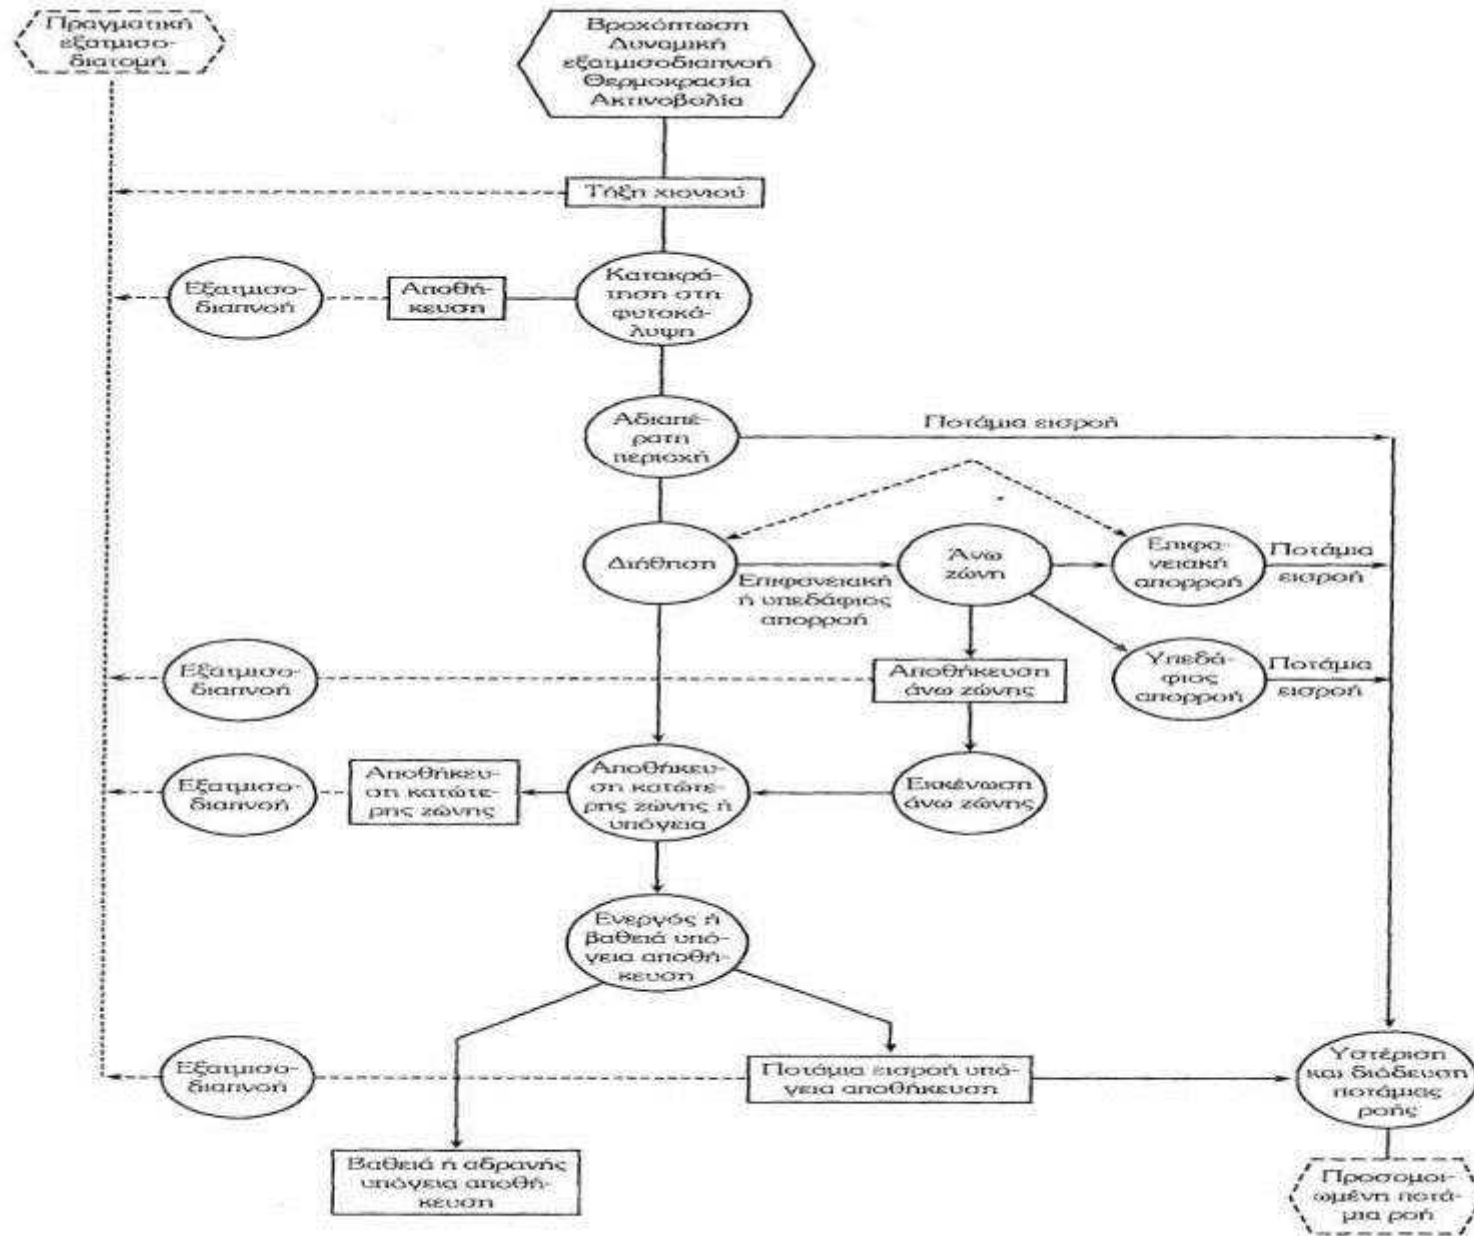 Πραγματική
εξατμισο-
διατομή
Βροχόπτωση
Δυναμική
εξατμισοδιαπνοή
Θερμοκρασία
Ακτινοβολία
Τήξη χιονιού
Εξατμισο-
διαπνοή
Αποθή-
κευση
Κατακρά-
τηση στη
φυτοκά-
λυψη
Αδιαπέ-
ρατη
περιοχή
Ποτάμια εισροή
Διήθηση
Επιφανειακή
ή υπεδάφιος
απορροή
Άνω
ζώνη
Επιφα-
νειακή
απορροή
Ποτάμια
εισροή
Εξατμισο-
διαπνοή
Αποθήκευση
άνω ζώνης
Υπεδά-
φιος
απορροή
Ποτάμια
εισροή
Εξατμισο-
διαπνοή
Αποθήκευ-
ση κατώτε-
ρης ζώνης
Αποθήκευ-
ση κατώτε-
ρης ζώνης ή
υπόγεια
Εκκένωση
άνω ζώνης
Ενεργός ή
βαθειά υπό-
γεια αποθή-
κευση
Εξατμισο-
διαπνοή
Ποτάμια εισροή υπό-
γεια αποθήκευση
Υστέριση
και διόδευση
ποτάμιας
ροής
Βαθειά ή αδρανής
υπόγεια αποθή-
κευση
Προσομοι-
ωμένη ποτά-
μια ροή